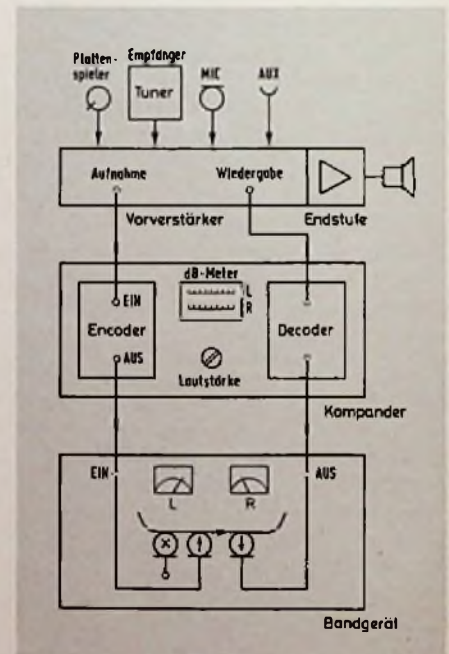 Platten-
spieler
Empfänger
Tuner
MIC
AUX
Aufnahme
Wiedergabe
Vorverstärker
Endstufe
dB-Meter
L
R
EIN
Encoder
AUS
Decoder
Lautstärke
Kompander
EIN
AUS
L
R
Bandgerät